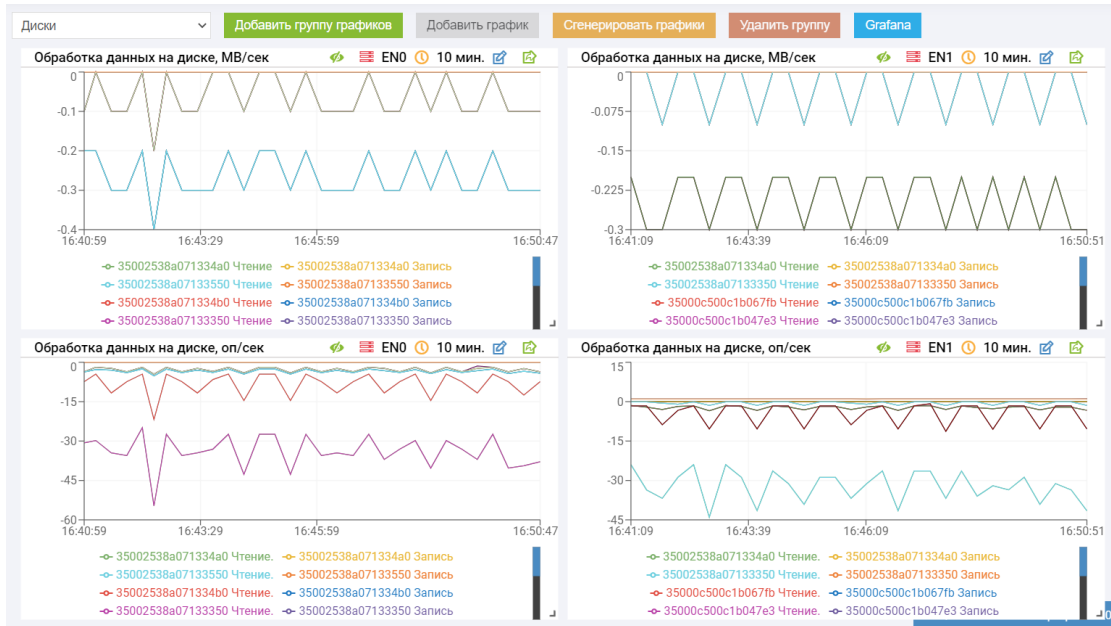 Диски Добавить группу графиков Добавить график Сгенерировать графики Удалить группу Grafana
Обработка данных на диске, МВ/сек EN0 10 мин.
0
-0.1
-0.2
-0.3
-0.4
16:40:59 16:43:29 16:45:59 16:50:47
35002538a071334a0 Чтение 35002538a071334a0 Запись
35002538a07133550 Чтение 35002538a07133550 Запись
35002538a071334b0 Чтение 35002538a071334b0 Запись
35002538a07133350 Чтение 35002538a07133350 Запись
Обработка данных на диске, МВ/сек EN1 10 мин.
0
-0.075
-0.15
-0.225
-0.3
16:41:09 16:43:39 16:46:09 16:50:51
35002538a071334a0 Чтение 35002538a071334a0 Запись
35002538a07133350 Чтение 35002538a07133350 Запись
35000c500c1b067fb Чтение 35000c500c1b067fb Запись
35000c500c1b047e3 Чтение 35000c500c1b047e3 Запись
Обработка данных на диске, оп/сек EN0 10 мин.
0
-15
-30
-45
-60
16:40:59 16:43:29 16:45:59 16:50:47
35002538a071334a0 Чтение. 35002538a071334a0 Запись
35002538a07133550 Чтение. 35002538a07133550 Запись
35002538a071334b0 Чтение. 35002538a071334b0 Запись
35002538a07133350 Чтение. 35002538a07133350 Запись
Обработка данных на диске, оп/сек EN1 10 мин.
15
0
-15
-30
-45
16:41:09 16:43:39 16:46:09 16:50:51
35002538a071334a0 Чтение. 35002538a071334a0 Запись
35002538a07133350 Чтение. 35002538a07133350 Запись
35000c500c1b067fb Чтение. 35000c500c1b067fb Запись
35000c500c1b047e3 Чтение. 35000c500c1b047e3 Запись